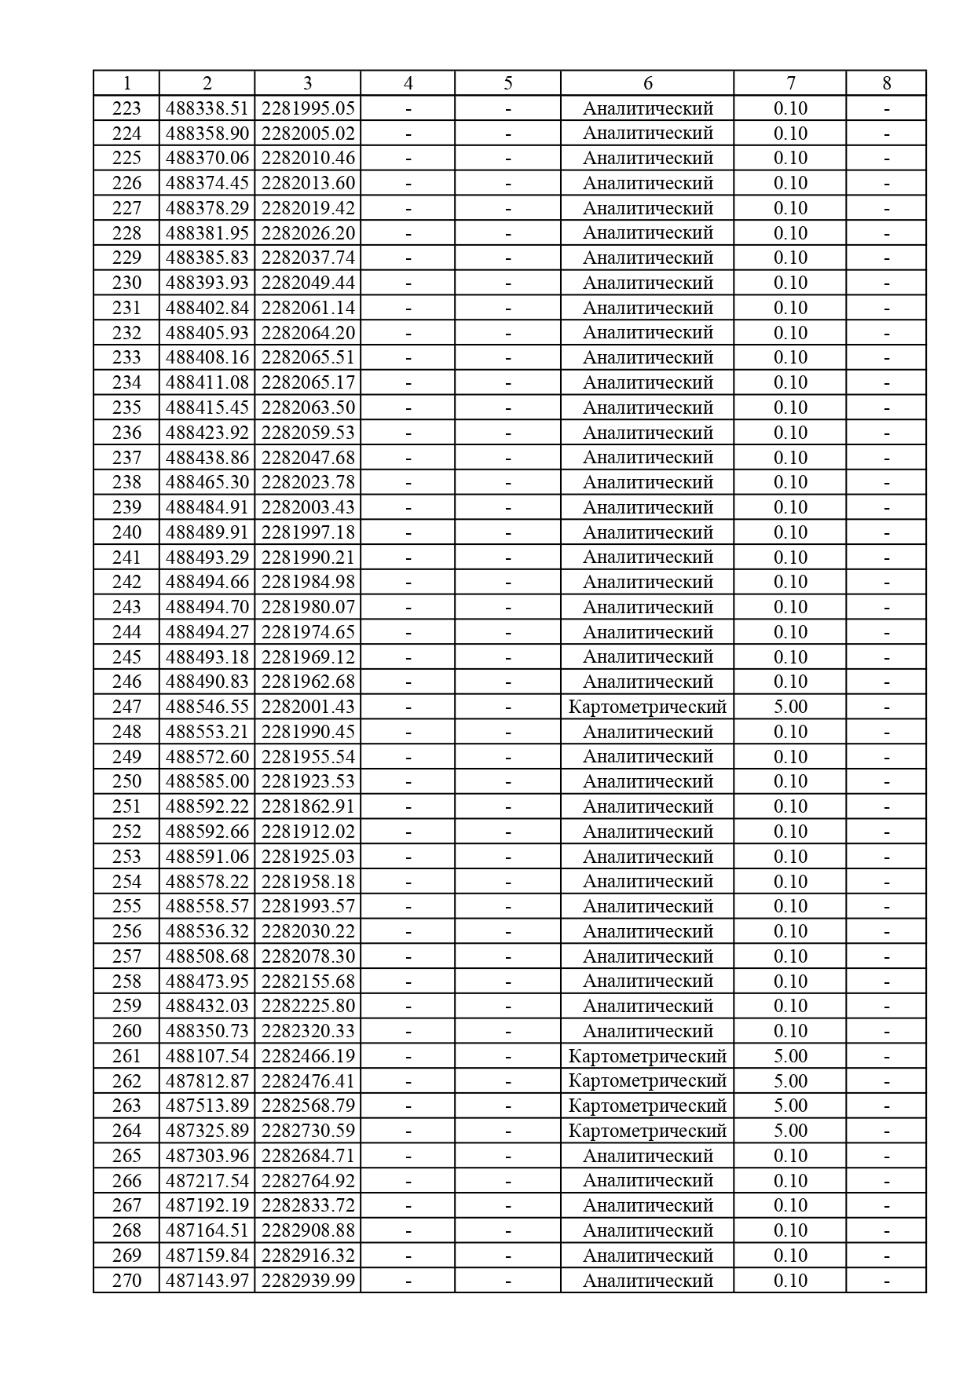 1 2 3 4 5 6 7 8
223 488338.51 2281995.05 - - Аналитический 0.10 -
224 488358.90 2282005.02 - - Аналитический 0.10 -
225 488370.06 2282010.46 - - Аналитический 0.10 -
226 488374.45 2282013.60 - - Аналитический 0.10 -
227 488378.29 2282019.42 - - Аналитический 0.10 -
228 488381.95 2282026.20 - - Аналитический 0.10 -
229 488385.83 2282037.74 - - Аналитический 0.10 -
230 488393.93 2282049.44 - - Аналитический 0.10 -
231 488402.84 2282061.14 - - Аналитический 0.10 -
232 488405.93 2282064.20 - - Аналитический 0.10 -
233 488408.16 2282065.51 - - Аналитический 0.10 -
234 488411.08 2282065.17 - - Аналитический 0.10 -
235 488415.45 2282063.50 - - Аналитический 0.10 -
236 488423.92 2282059.53 - - Аналитический 0.10 -
237 488438.86 2282047.68 - - Аналитический 0.10 -
238 488465.30 2282023.78 - - Аналитический 0.10 -
239 488484.91 2282003.43 - - Аналитический 0.10 -
240 488489.91 2281997.18 - - Аналитический 0.10 -
241 488493.29 2281990.21 - - Аналитический 0.10 -
242 488494.66 2281984.98 - - Аналитический 0.10 -
243 488494.70 2281980.07 - - Аналитический 0.10 -
244 488494.27 2281974.65 - - Аналитический 0.10 -
245 488493.18 2281969.12 - - Аналитический 0.10 -
246 488490.83 2281962.68 - - Аналитический 0.10 -
247 488546.55 2282001.43 - - Картометрический 5.00 -
248 488553.21 2281990.45 - - Аналитический 0.10 -
249 488572.60 2281955.54 - - Аналитический 0.10 -
250 488585.00 2281923.53 - - Аналитический 0.10 -
251 488592.22 2281862.91 - - Аналитический 0.10 -
252 488592.66 2281912.02 - - Аналитический 0.10 -
253 488591.06 2281925.03 - - Аналитический 0.10 -
254 488578.22 2281958.18 - - Аналитический 0.10 -
255 488558.57 2281993.57 - - Аналитический 0.10 -
256 488536.32 2282030.22 - - Аналитический 0.10 -
257 488508.68 2282078.30 - - Аналитический 0.10 -
258 488473.95 2282155.68 - - Аналитический 0.10 -
259 488432.03 2282225.80 - - Аналитический 0.10 -
260 488350.73 2282320.33 - - Аналитический 0.10 -
261 488107.54 2282466.19 - - Картометрический 5.00 -
262 487812.87 2282476.41 - - Картометрический 5.00 -
263 487513.89 2282568.79 - - Картометрический 5.00 -
264 487325.89 2282730.59 - - Картометрический 5.00 -
265 487303.96 2282684.71 - - Аналитический 0.10 -
266 487217.54 2282764.92 - - Аналитический 0.10 -
267 487192.19 2282833.72 - - Аналитический 0.10 -
268 487164.51 2282908.88 - - Аналитический 0.10 -
269 487159.84 2282916.32 - - Аналитический 0.10 -
270 487143.97 2282939.99 - - Аналитический 0.10 -